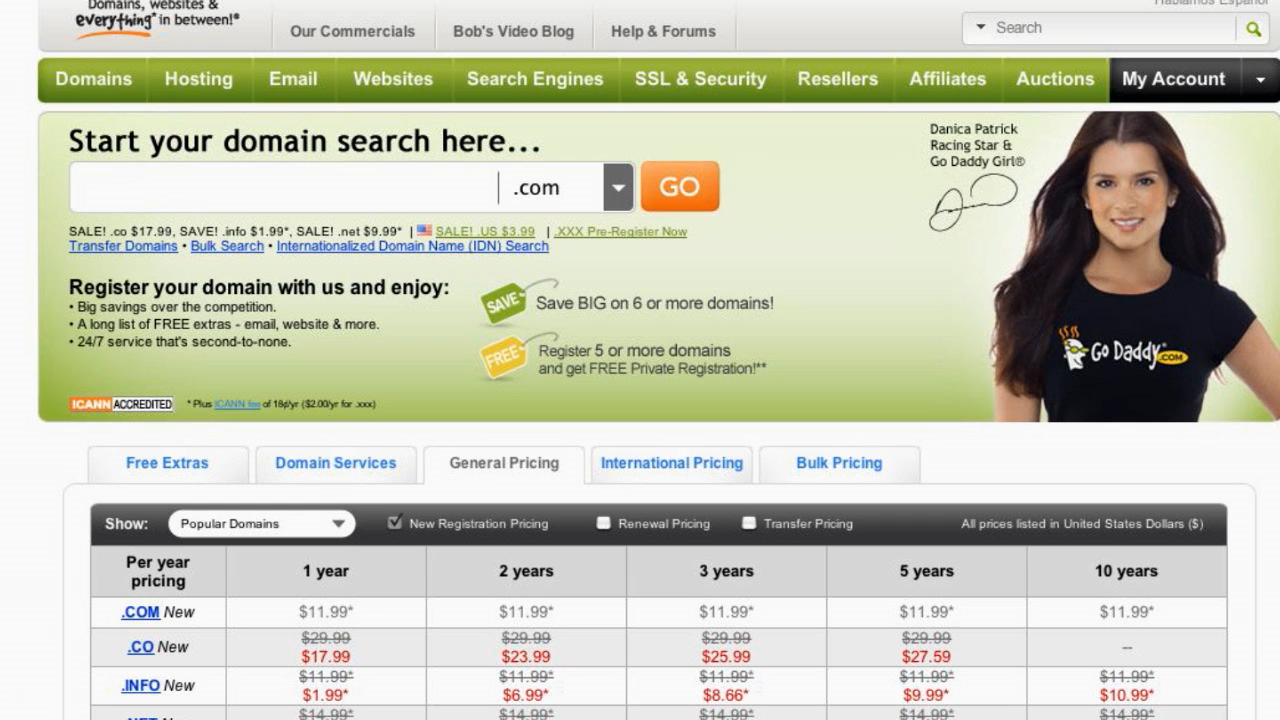 Hablamos Español
Domains, websites &
everything* in between!®
Our Commercials
Bob's Video Blog
Help & Forums
Search
Domains
Hosting
Email
Websites
Search Engines
SSL & Security
Resellers
Affiliates
Auctions
My Account
Start your domain search here...
.com
GO
Danica Patrick
Racing Star &
Go Daddy Girl®
SALE! .co $17.99, SAVE! .info $1.99*, SALE! .net $9.99* | SALE! .US $3.99 | .XXX Pre-Register Now
Transfer Domains • Bulk Search • Internationalized Domain Name (IDN) Search
Register your domain with us and enjoy:
• Big savings over the competition.
• A long list of FREE extras - email, website & more.
• 24/7 service that's second-to-none.
SAVE
Save BIG on 6 or more domains!
FREE
Register 5 or more domains
and get FREE Private Registration!**
Go Daddy.COM
ICANN ACCREDITED
* Plus ICANN fee of 18¢/yr ($2.00/yr for .xxx)
Free Extras
Domain Services
General Pricing
International Pricing
Bulk Pricing
Show:
Popular Domains
New Registration Pricing
Renewal Pricing
Transfer Pricing
All prices listed in United States Dollars ($)
Per year
pricing
1 year
2 years
3 years
5 years
10 years
.COM New
$11.99*
$11.99*
$11.99*
$11.99*
$11.99*
.CO New
$29.99
$17.99
$29.99
$23.99
$29.99
$25.99
$29.99
$27.59
--
.INFO New
$11.99*
$1.99*
$11.99*
$6.99*
$11.99*
$8.66*
$11.99*
$9.99*
$11.99*
$10.99*
.NET New
$14.99*
$14.99*
$14.99*
$14.99*
$14.99*